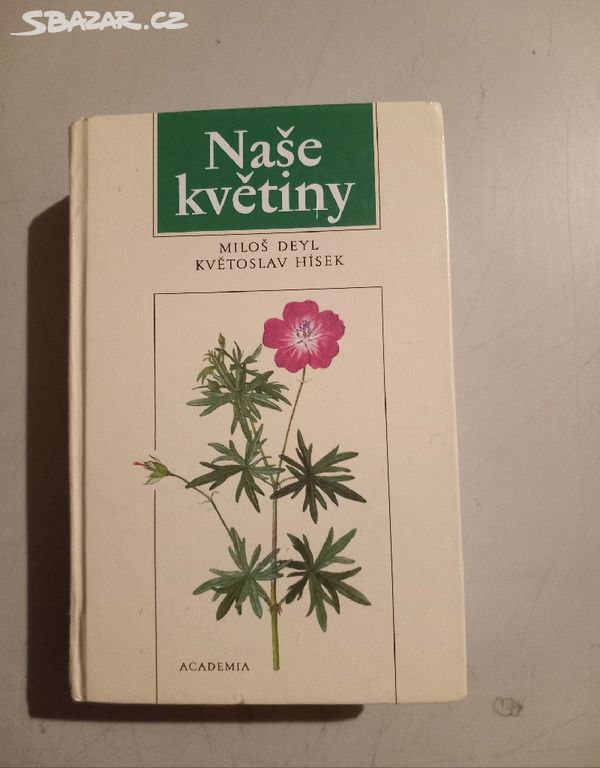 SBAZAR.CZ
Naše
květiny
MILOŠ DEYL
KVĚTOSLAV HÍSEK
ACADEMIA